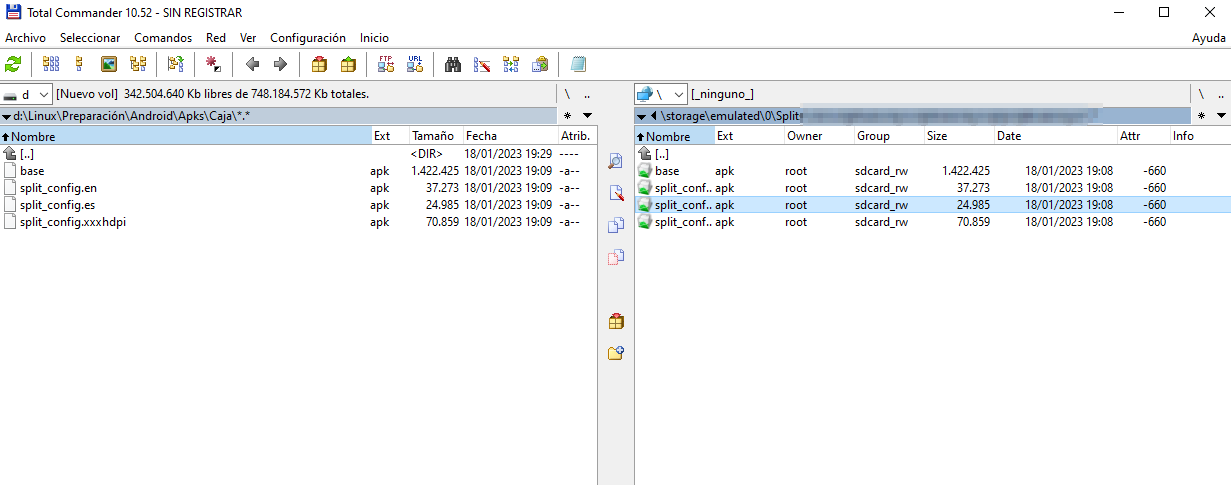 Total Commander 10.52 - SIN REGISTRAR
Archivo Seleccionar Comandos Red Ver Configuración Inicio Ayuda
FTP URL
d [Nuevo vol] 342.504.640 Kb libres de 748.184.572 Kb totales. \ .. \ [_ninguno_] \ ..
d:\Linux\Preparación\Android\Apks\Caja\*.* * \storage\emulated\0\Split *
Nombre Ext Tamaño Fecha Atrib. Nombre Ext Owner Group Size Date Attr Info
[..] <DIR> 18/01/2023 19:29 ---- [..]
base apk 1.422.425 18/01/2023 19:09 -a-- base apk root sdcard_rw 1.422.425 18/01/2023 19:08 -660
split_config.en apk 37.273 18/01/2023 19:09 -a-- split_conf.. apk root sdcard_rw 37.273 18/01/2023 19:08 -660
split_config.es apk 24.985 18/01/2023 19:09 -a-- split_conf.. apk root sdcard_rw 24.985 18/01/2023 19:08 -660
split_config.xxxhdpi apk 70.859 18/01/2023 19:09 -a-- split_conf.. apk root sdcard_rw 70.859 18/01/2023 19:08 -660